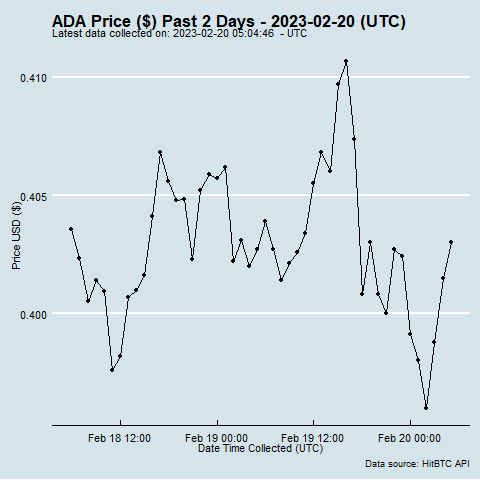 ADA Price ($) Past 2 Days - 2023-02-20 (UTC)
Latest data collected on: 2023-02-20 05:04:46  - UTC
0.410
0.405
0.400
Price USD ($)
Feb 18 12:00
Feb 19 00:00
Feb 19 12:00
Feb 20 00:00
Date Time Collected (UTC)
Data source: HitBTC API